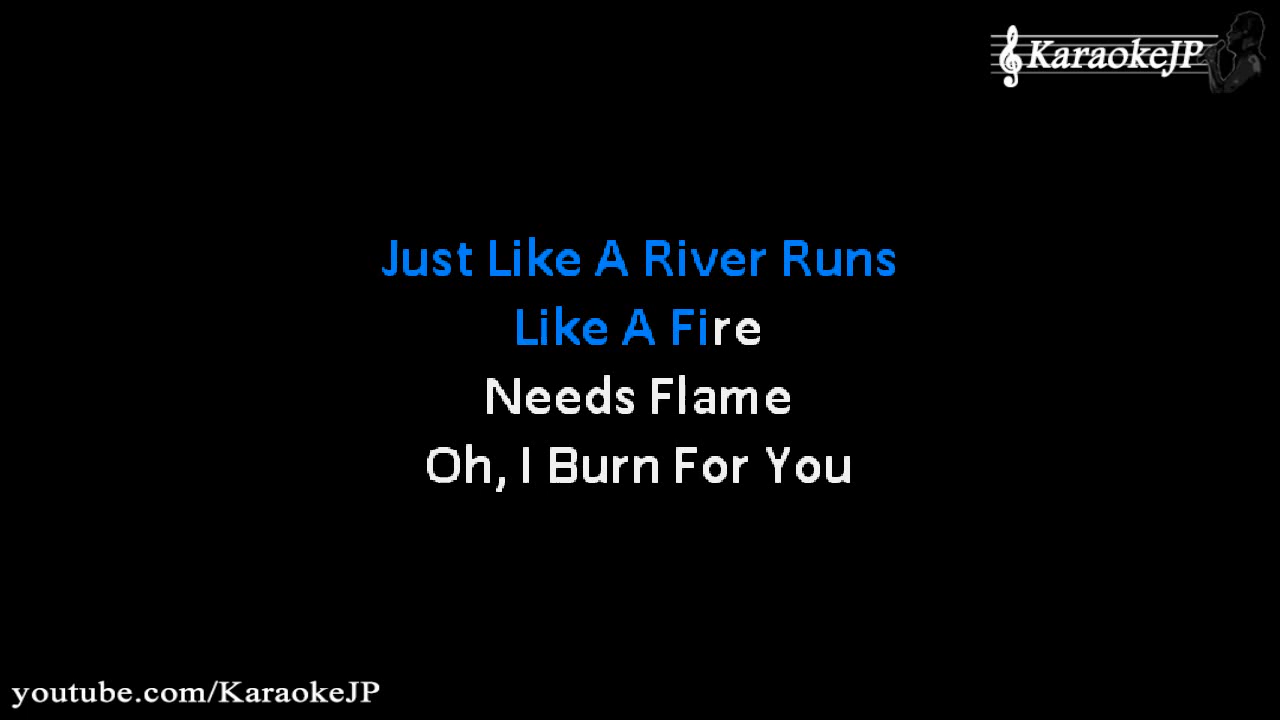 KaraokeJP
Just Like A River Runs
Like A Fire
Needs Flame
Oh, I Burn For You
youtube.com/KaraokeJP